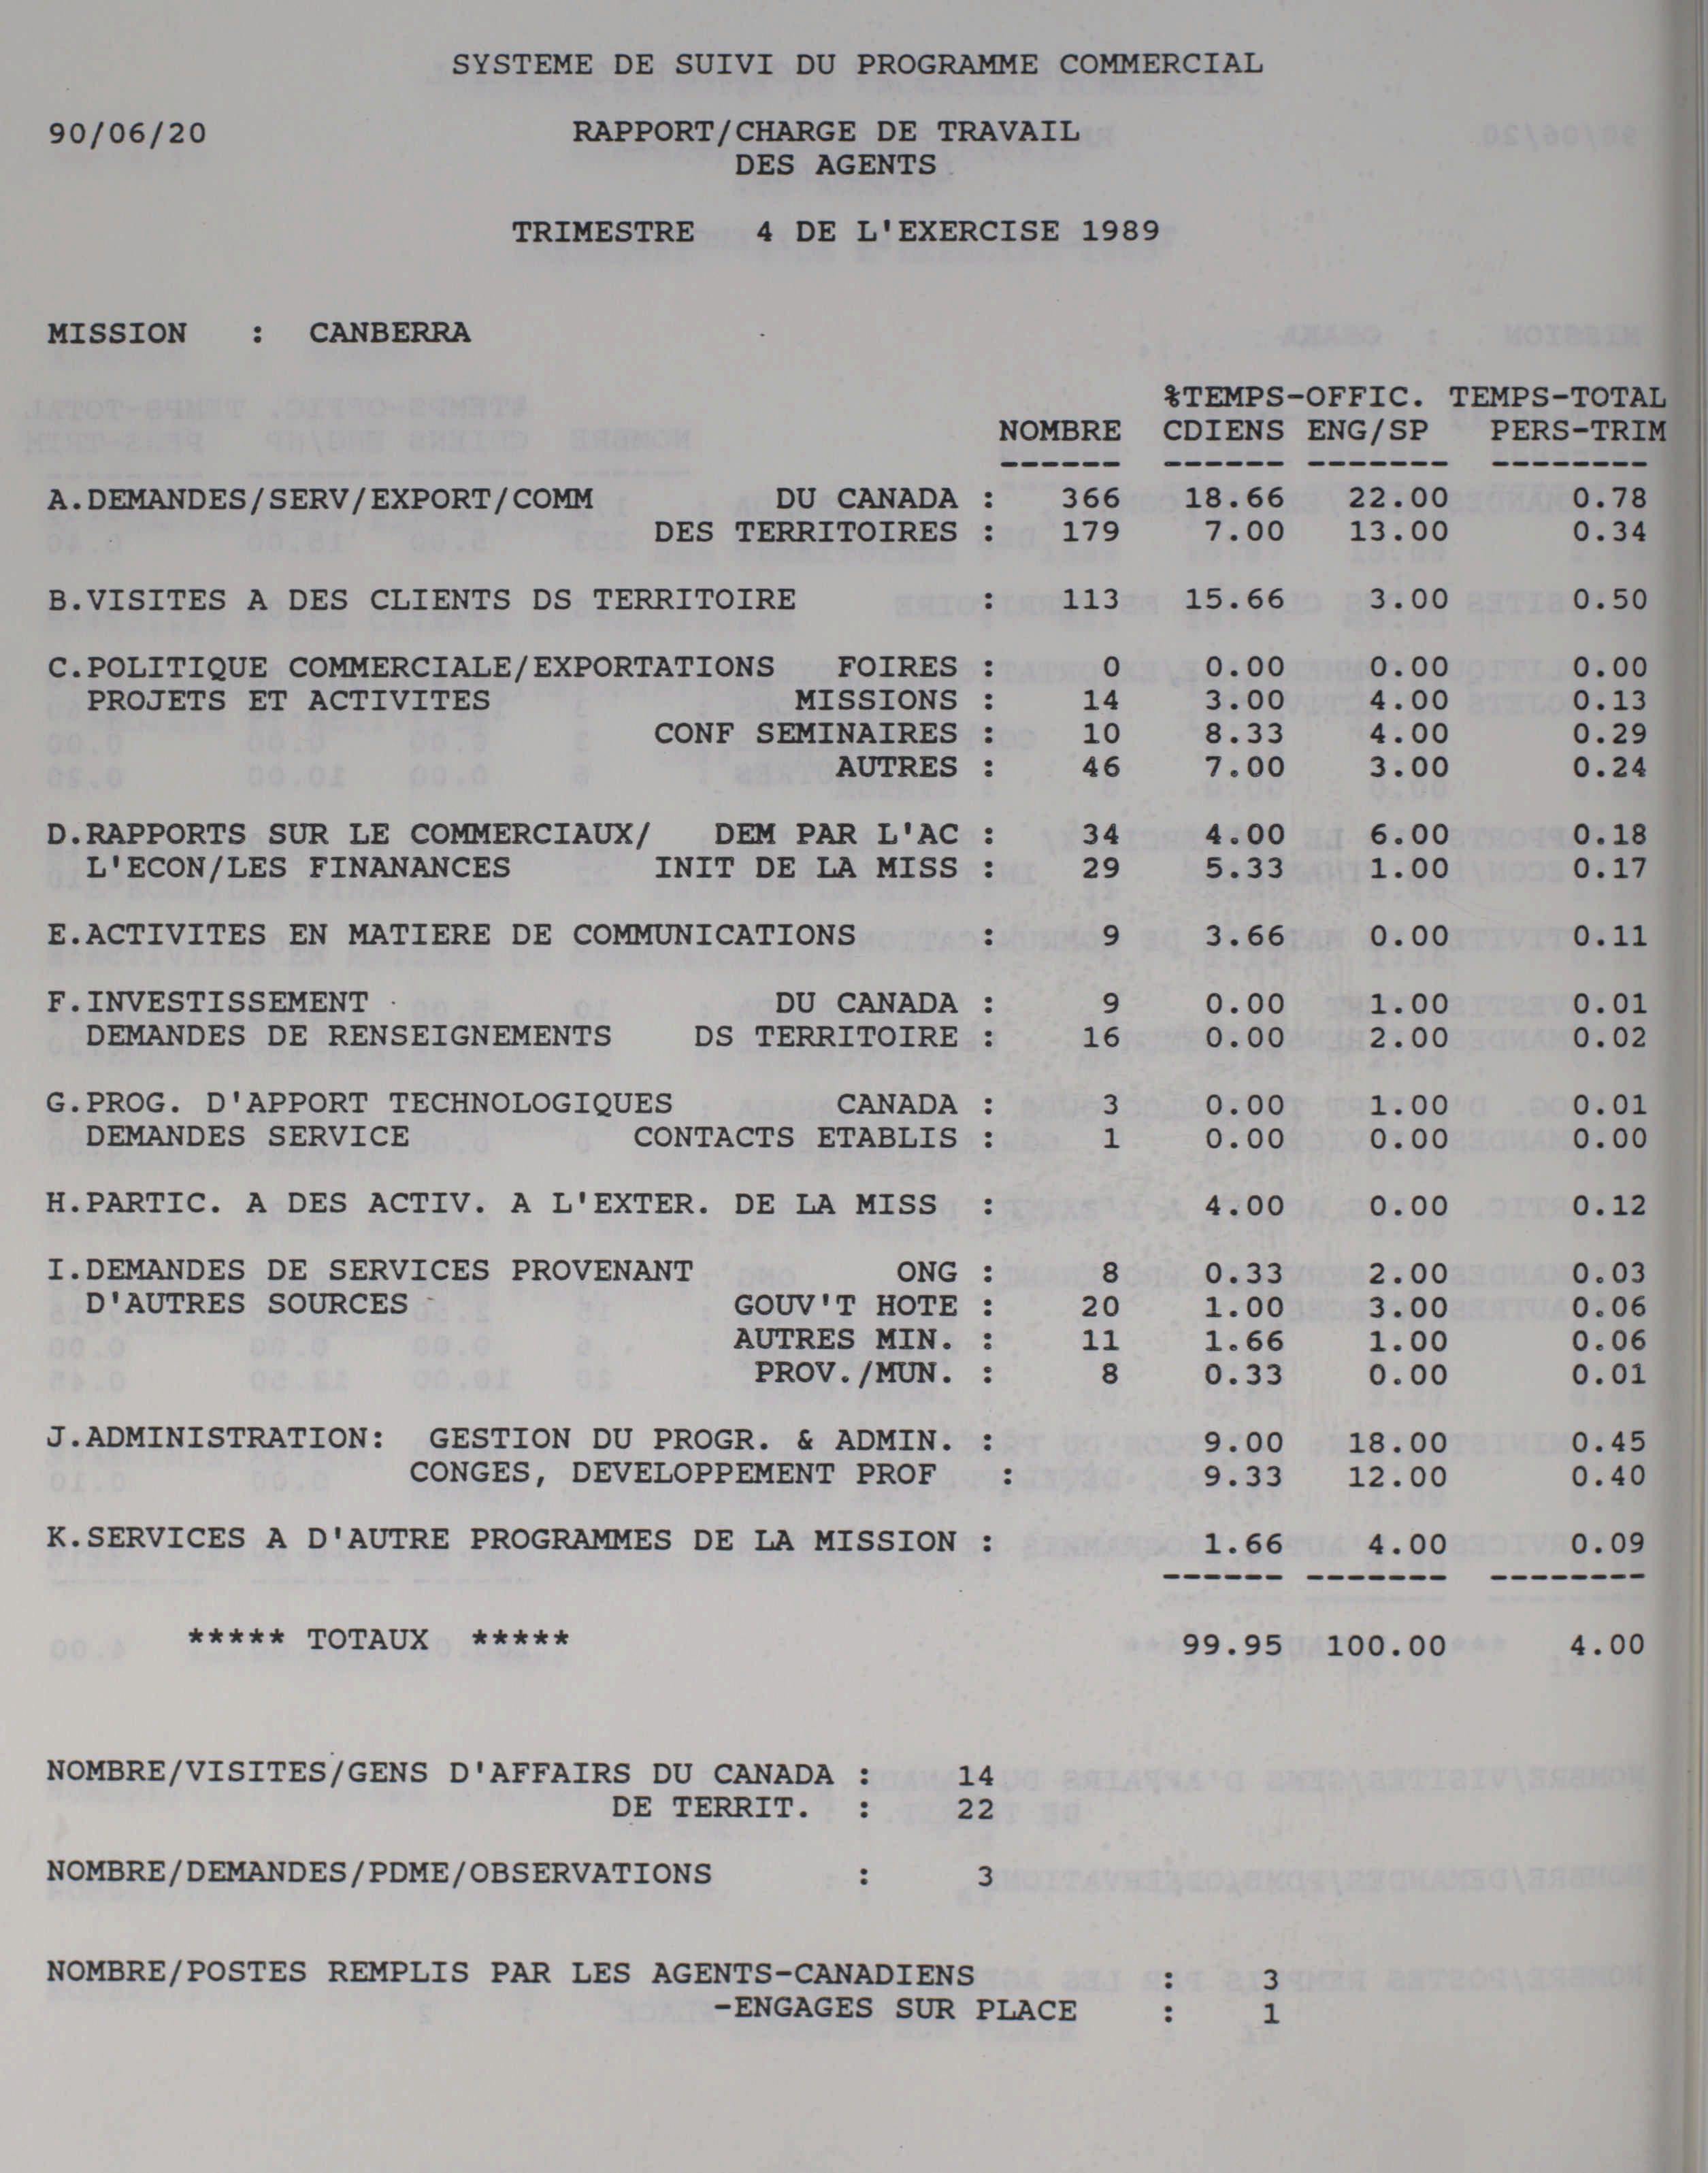 SYSTEME DE SUIVI DU PROGRAMME COMMERCIAL
90/06/20 RAPPORT/CHARGE DE TRAVAIL
DES AGENTS
TRIMESTRE 4 DE L'EXERCISE 1989
MISSION : CANBERRA
%TEMPS-OFFIC. TEMPS-TOTAL
NOMBRE CDIENS ENG/SP PERS-TRIM
------ ------ ------- --------
A.DEMANDES/SERV/EXPORT/COMM DU CANADA : 366 18.66 22.00 0.78
DES TERRITOIRES : 179 7.00 13.00 0.34
B.VISITES A DES CLIENTS DS TERRITOIRE : 113 15.66 3.00 0.50
C.POLITIQUE COMMERCIALE/EXPORTATIONS FOIRES : 0 0.00 0.00 0.00
PROJETS ET ACTIVITES MISSIONS : 14 3.00 4.00 0.13
CONF SEMINAIRES : 10 8.33 4.00 0.29
AUTRES : 46 7.00 3.00 0.24
D.RAPPORTS SUR LE COMMERCIAUX/ DEM PAR L'AC : 34 4.00 6.00 0.18
L'ECON/LES FINANANCES INIT DE LA MISS : 29 5.33 1.00 0.17
E.ACTIVITES EN MATIERE DE COMMUNICATIONS : 9 3.66 0.00 0.11
F.INVESTISSEMENT DU CANADA : 9 0.00 1.00 0.01
DEMANDES DE RENSEIGNEMENTS DS TERRITOIRE : 16 0.00 2.00 0.02
G.PROG. D'APPORT TECHNOLOGIQUES CANADA : 3 0.00 1.00 0.01
DEMANDES SERVICE CONTACTS ETABLIS : 1 0.00 0.00 0.00
H.PARTIC. A DES ACTIV. A L'EXTER. DE LA MISS : 4.00 0.00 0.12
I.DEMANDES DE SERVICES PROVENANT ONG : 8 0.33 2.00 0.03
D'AUTRES SOURCES GOUV'T HOTE : 20 1.00 3.00 0.06
AUTRES MIN. : 11 1.66 1.00 0.06
PROV./MUN. : 8 0.33 0.00 0.01
J.ADMINISTRATION: GESTION DU PROGR. & ADMIN. : 9.00 18.00 0.45
CONGES, DEVELOPPEMENT PROF : 9.33 12.00 0.40
K.SERVICES A D'AUTRE PROGRAMMES DE LA MISSION : 1.66 4.00 0.09
------ ------- --------
***** TOTAUX ***** 99.95 100.00 4.00
NOMBRE/VISITES/GENS D'AFFAIRS DU CANADA : 14
DE TERRIT. : 22
NOMBRE/DEMANDES/PDME/OBSERVATIONS : 3
NOMBRE/POSTES REMPLIS PAR LES AGENTS-CANADIENS : 3
-ENGAGES SUR PLACE : 1